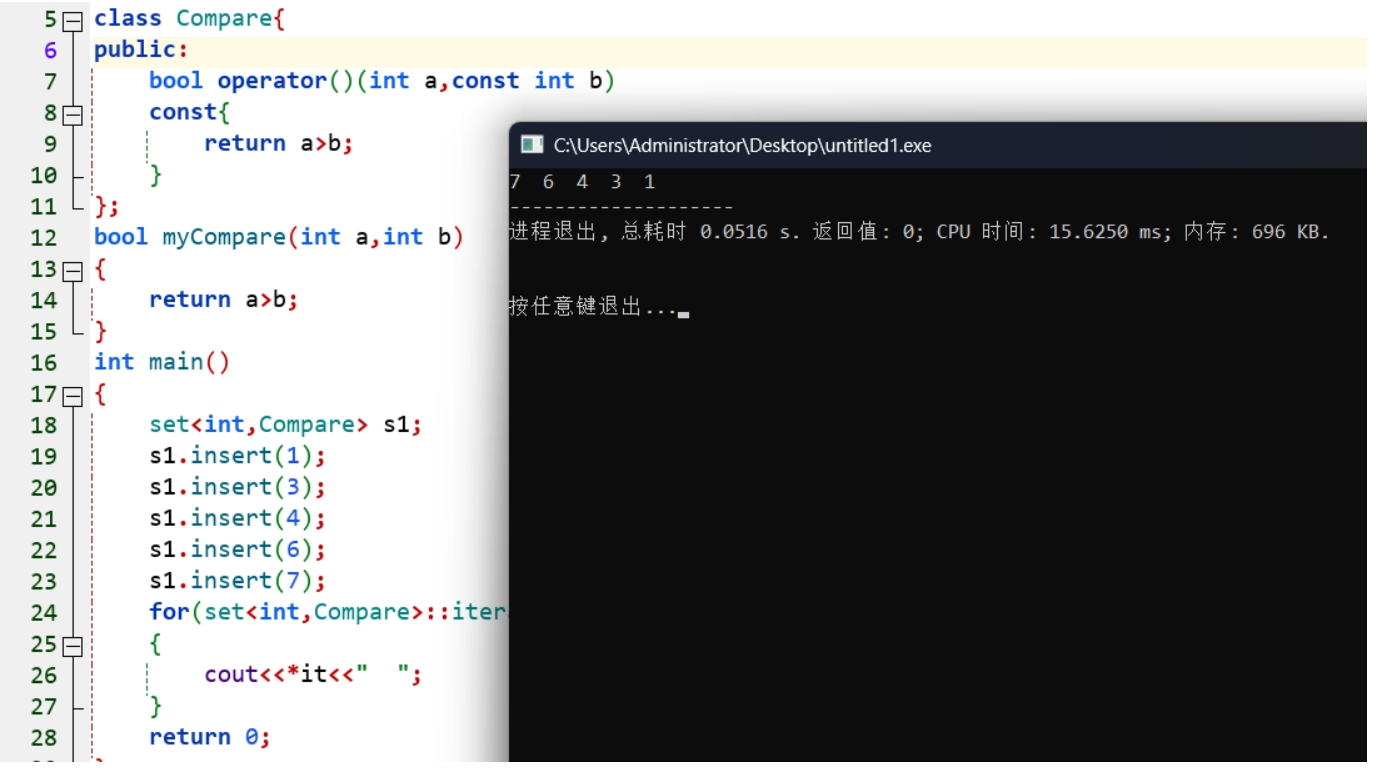 5 class Compare{
6 public:
7 bool operator()(int a,const int b)
8 const{
9 return a>b;
10 }
11 };
12 bool myCompare(int a,int b)
13 {
14 return a>b;
15 }
16 int main()
17 {
18 set<int,Compare> s1;
19 s1.insert(1);
20 s1.insert(3);
21 s1.insert(4);
22 s1.insert(6);
23 s1.insert(7);
24 for(set<int,Compare>::iter
25 {
26 cout<<*it<<"  ";
27 }
28 return 0;
C:\Users\Administrator\Desktop\untitled1.exe
7  6  4  3  1
--------------------
进程退出, 总耗时 0.0516 s. 返回值: 0; CPU 时间: 15.6250 ms; 内存: 696 KB.
按任意键退出...